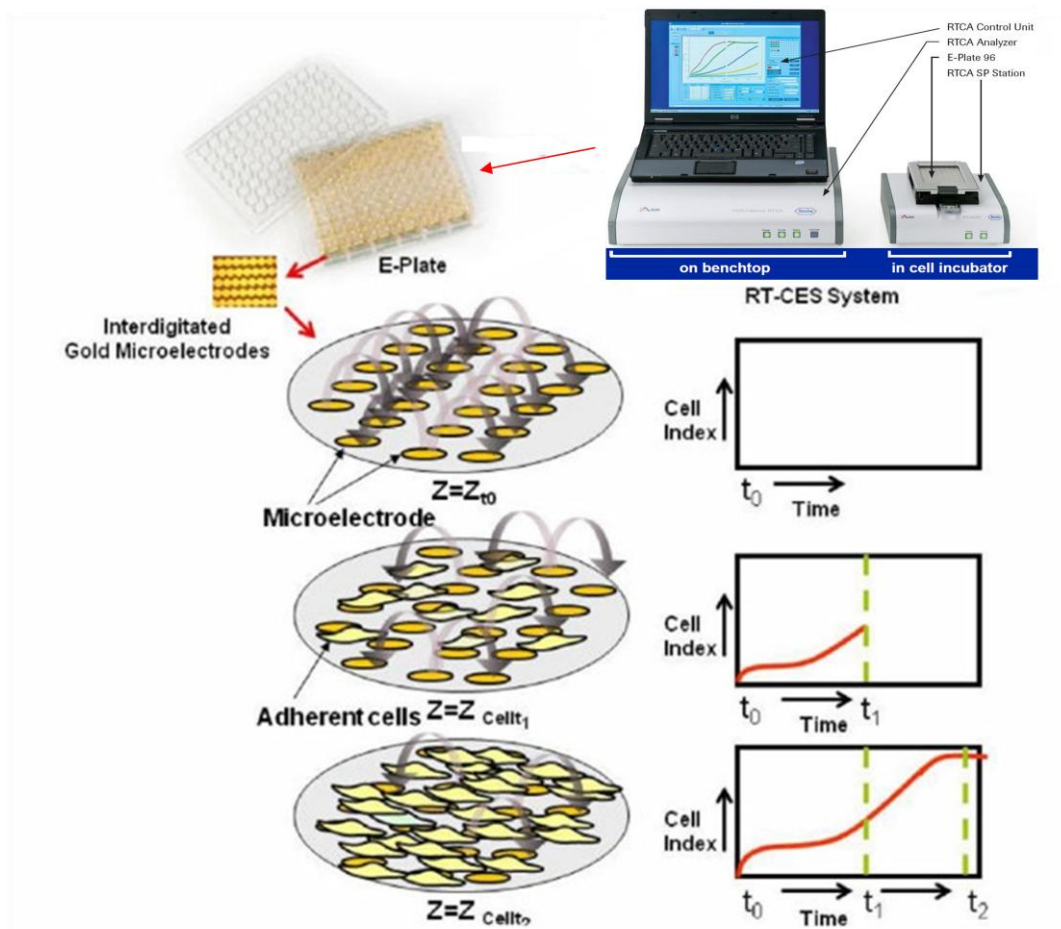 RTCA Control Unit
RTCA Analyzer
E-Plate 96
RTCA SP Station
E-Plate
on benchtop
in cell incubator
RT-CES System
Interdigitated
Gold Microelectrodes
Cell
Index
t0
Time
Z=Zt0
Microelectrode
Cell
Index
t0
t1
Time
Adherent cells
Z=Z Cellt1
Cell
Index
t0
t1
t2
Time
Z=Z Cellt2